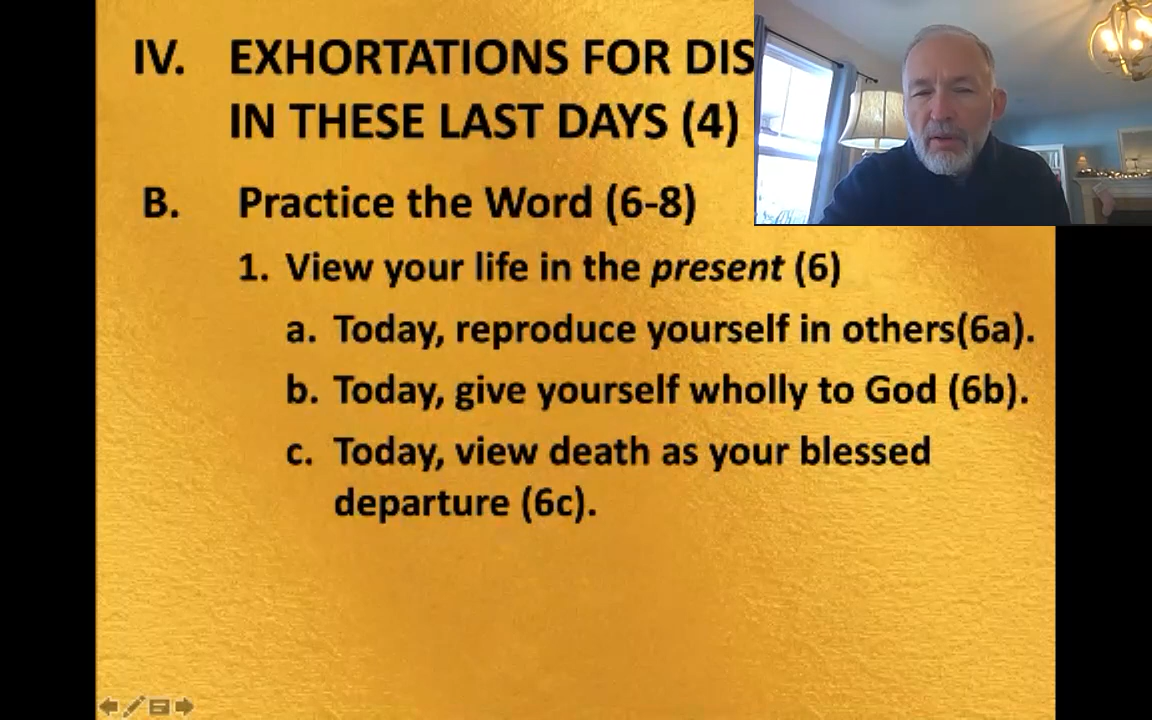 IV. EXHORTATIONS FOR DIS
IN THESE LAST DAYS (4)
B. Practice the Word (6-8)
1. View your life in the present (6)
a. Today, reproduce yourself in others(6a).
b. Today, give yourself wholly to God (6b).
c. Today, view death as your blessed
departure (6c).